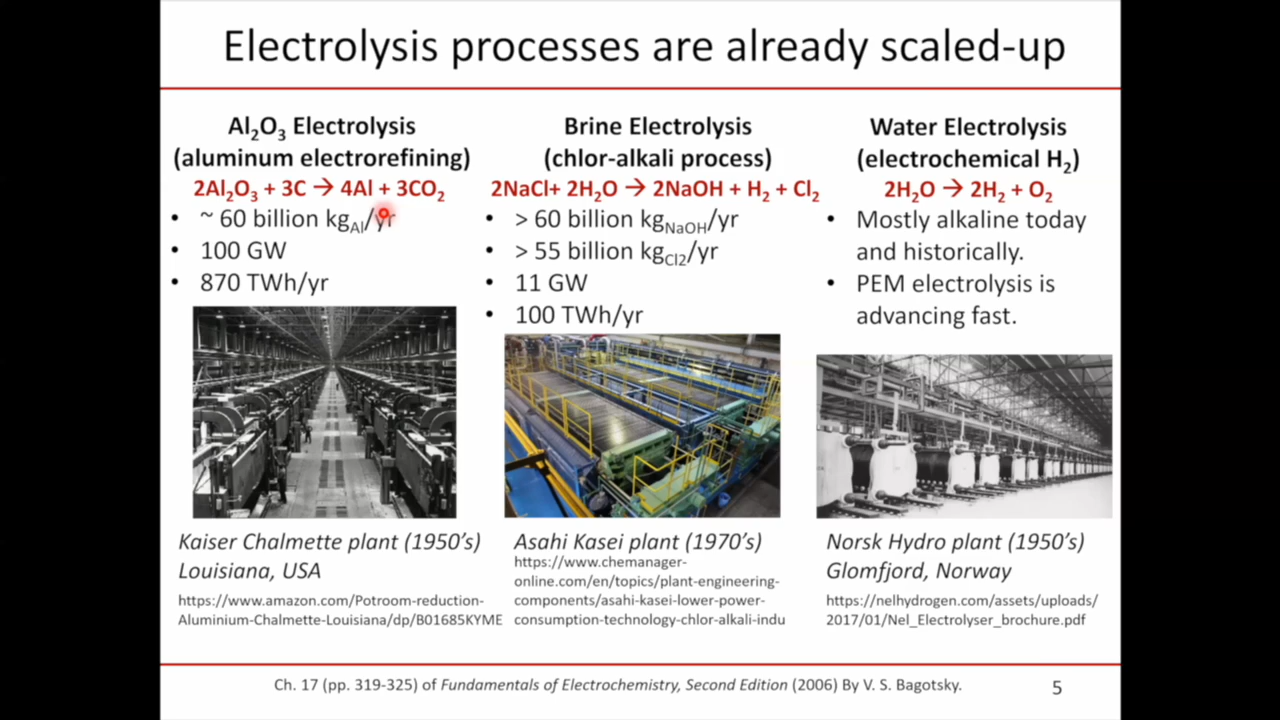 Electrolysis processes are already scaled-up
Al₂O₃ Electrolysis
(aluminum electrorefining)
2Al₂O₃ + 3C → 4Al + 3CO₂
• ~ 60 billion kg_Al/yr
• 100 GW
• 870 TWh/yr
Kaiser Chalmette plant (1950's)
Louisiana, USA
https://www.amazon.com/Potroom-reduction-
Aluminium-Chalmette-Louisiana/dp/B01685KYME
Brine Electrolysis
(chlor-alkali process)
2NaCl+ 2H₂O → 2NaOH + H₂ + Cl₂
• > 60 billion kg_NaOH/yr
• > 55 billion kg_Cl2/yr
• 11 GW
• 100 TWh/yr
Asahi Kasei plant (1970's)
https://www.chemanager-
online.com/en/topics/plant-engineering-
components/asahi-kasei-lower-power-
consumption-technology-chlor-alkali-indu
Water Electrolysis
(electrochemical H₂)
2H₂O → 2H₂ + O₂
• Mostly alkaline today
and historically.
• PEM electrolysis is
advancing fast.
Norsk Hydro plant (1950's)
Glomfjord, Norway
https://nelhydrogen.com/assets/uploads/
2017/01/Nel_Electrolyser_brochure.pdf
Ch. 17 (pp. 319-325) of Fundamentals of Electrochemistry, Second Edition (2006) By V. S. Bagotsky.
5